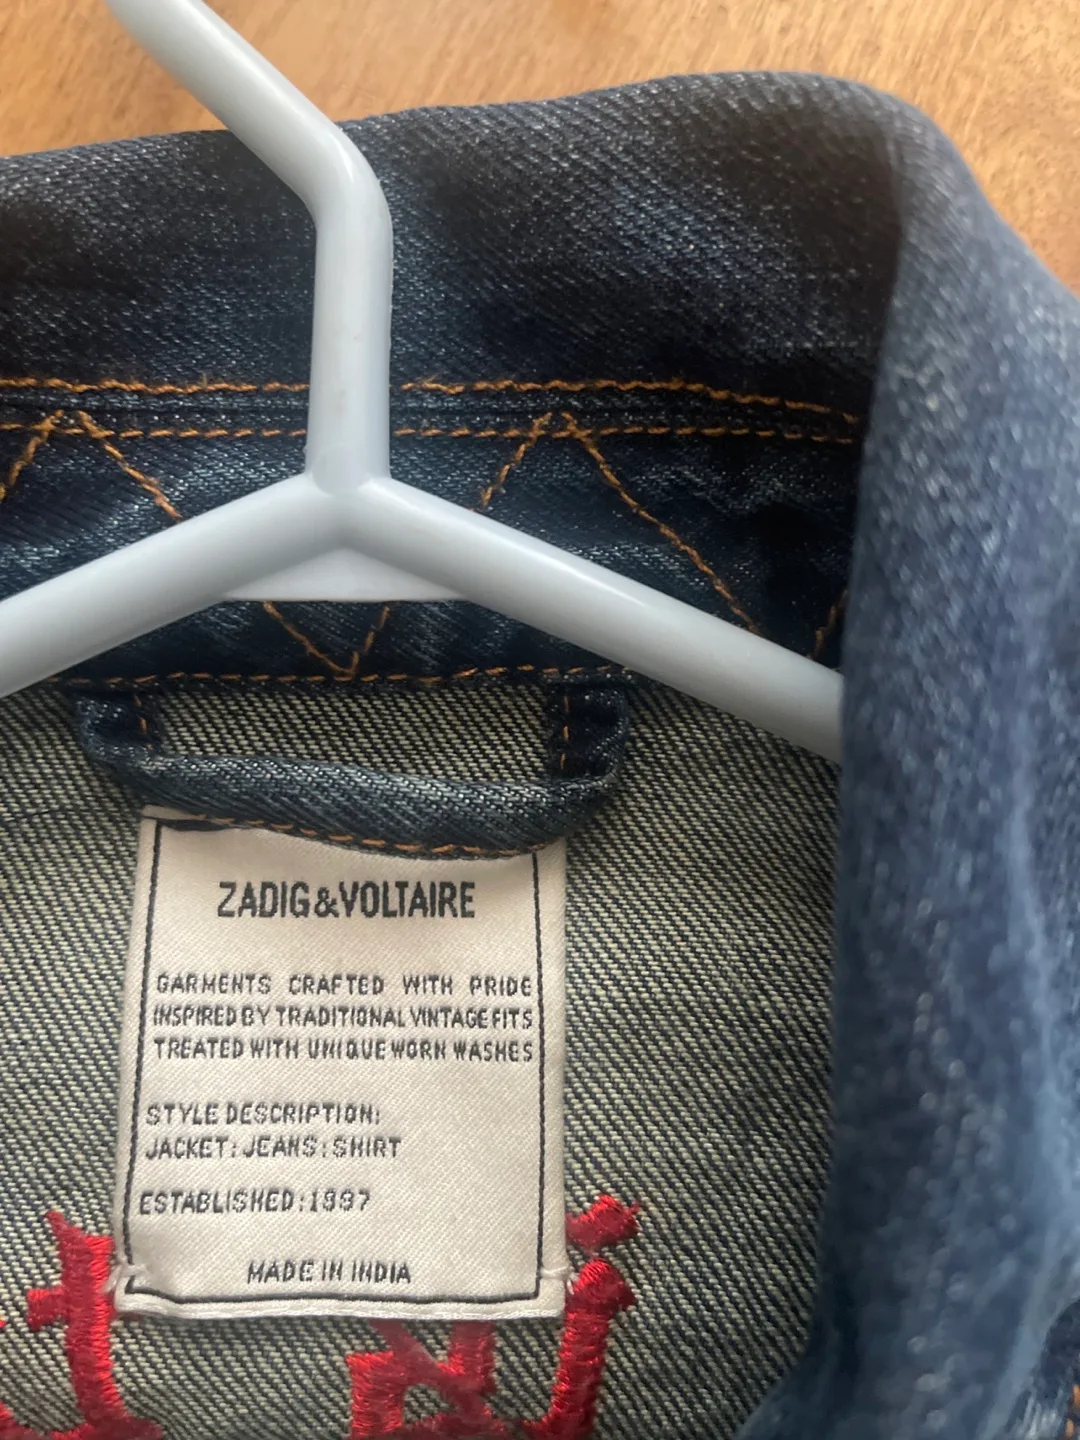 ZADIG&VOLTAIRE
GARMENTS CRAFTED WITH PRIDE
INSPIRED BY TRADITIONAL VINTAGE FITS
TREATED WITH UNIQUE WORN WASHES
STYLE DESCRIPTION:
JACKET: JEANS: SHIRT
ESTABLISHED: 1997
MADE IN INDIA